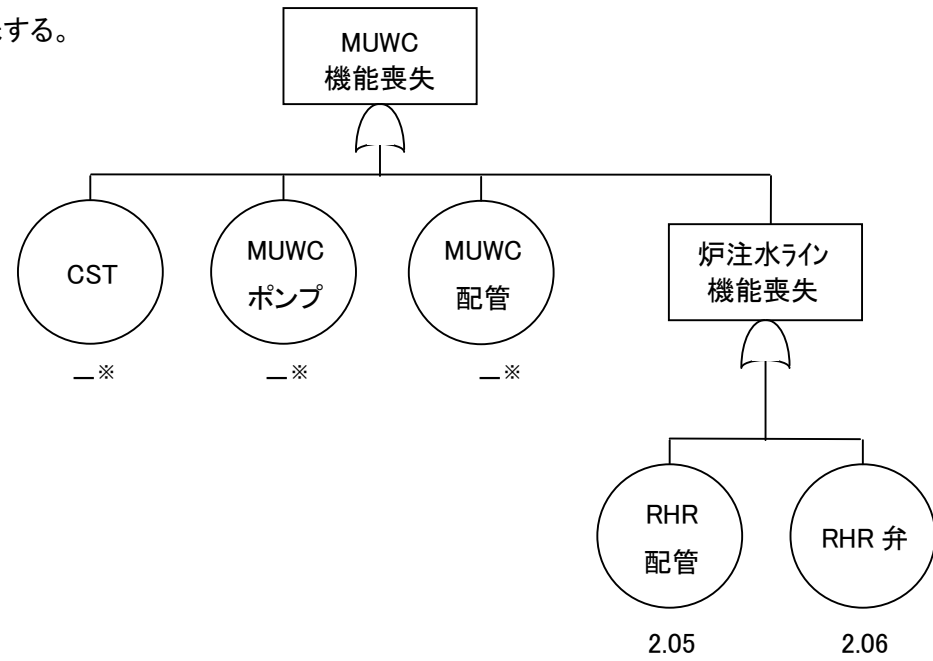 する。
MUWC
機能喪失
CST
MUWC
ポンプ
MUWC
配管
炉注水ライン
機能喪失
―※
―※
―※
RHR
配管
RHR 弁
2.05
2.06